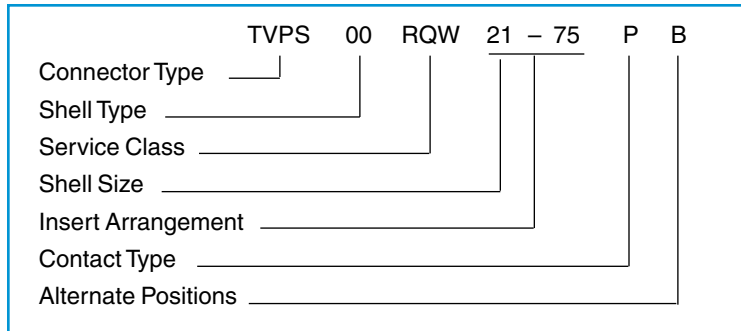 TVPS 00 RQW 21 – 75 P B
Connector Type
Shell Type
Service Class
Shell Size
Insert Arrangement
Contact Type
Alternate Positions